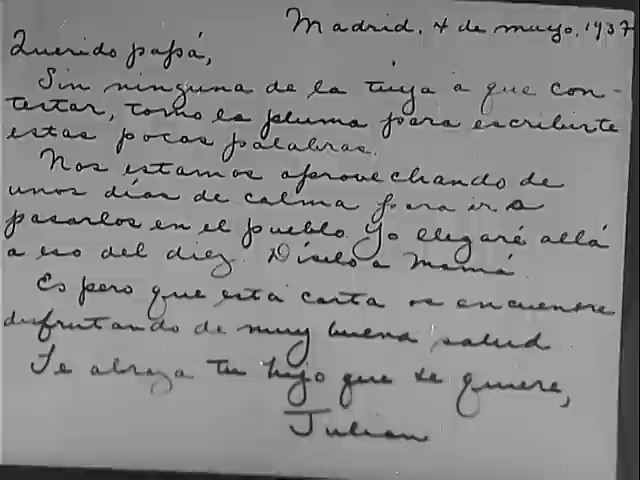 Madrid, 4 de mayo, 1937
Querido papá,
Sin ninguna de la tuya a que con-
testar, tomo la pluma para escribirte
estas pocas palabras.
Nos estamos aprovechando de
unos días de calma para ir a
pasarlos en el pueblo. Yo llegaré allá
a eso del diez. Díselo a Mamá.
Espero que esta carta os encuentre
disfrutando de muy buena salud.
Te abraza tu hijo que te quiere,
Julian